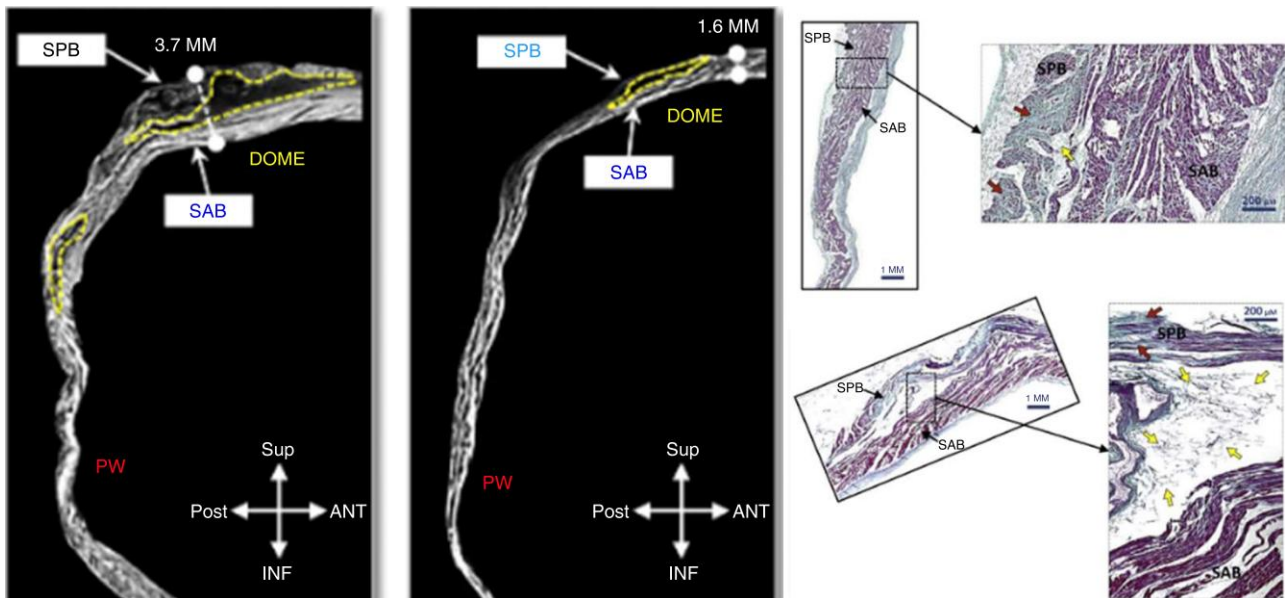 SPB
3.7 MM
DOME
SAB
PW
Sup
Post
ANT
INF
1.6 MM
SPB
DOME
SAB
PW
Sup
Post
ANT
INF
SPB
SAB
1 MM
SPB
SAB
200 µM
SPB
SAB
1 MM
200 µM
SPB
SAB